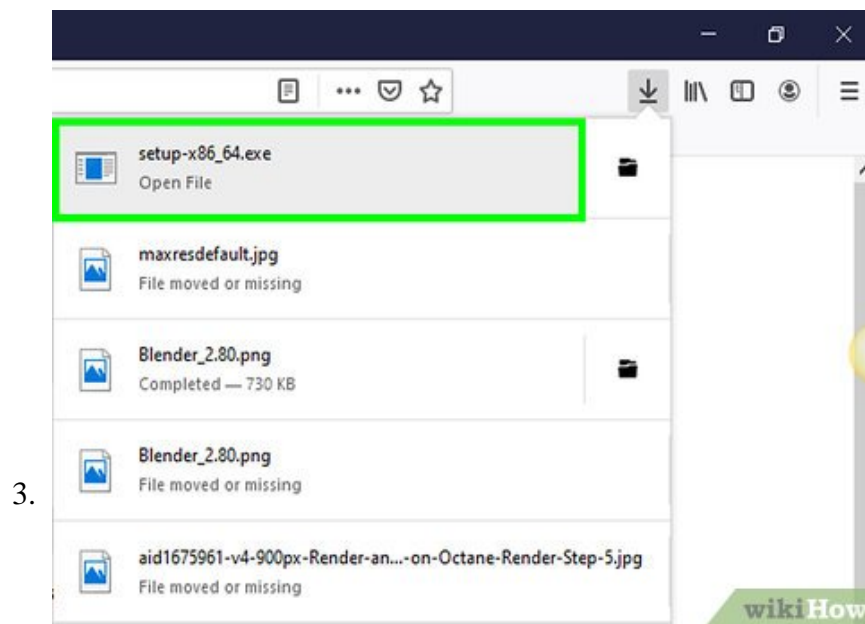 setup-x86_64.exe
Open File
maxresdefault.jpg
File moved or missing
Blender_2.80.png
Completed — 730 KB
Blender_2.80.png
File moved or missing
3.
aid1675961-v4-900px-Render-an...-on-Octane-Render-Step-5.jpg
File moved or missing
wikiHow